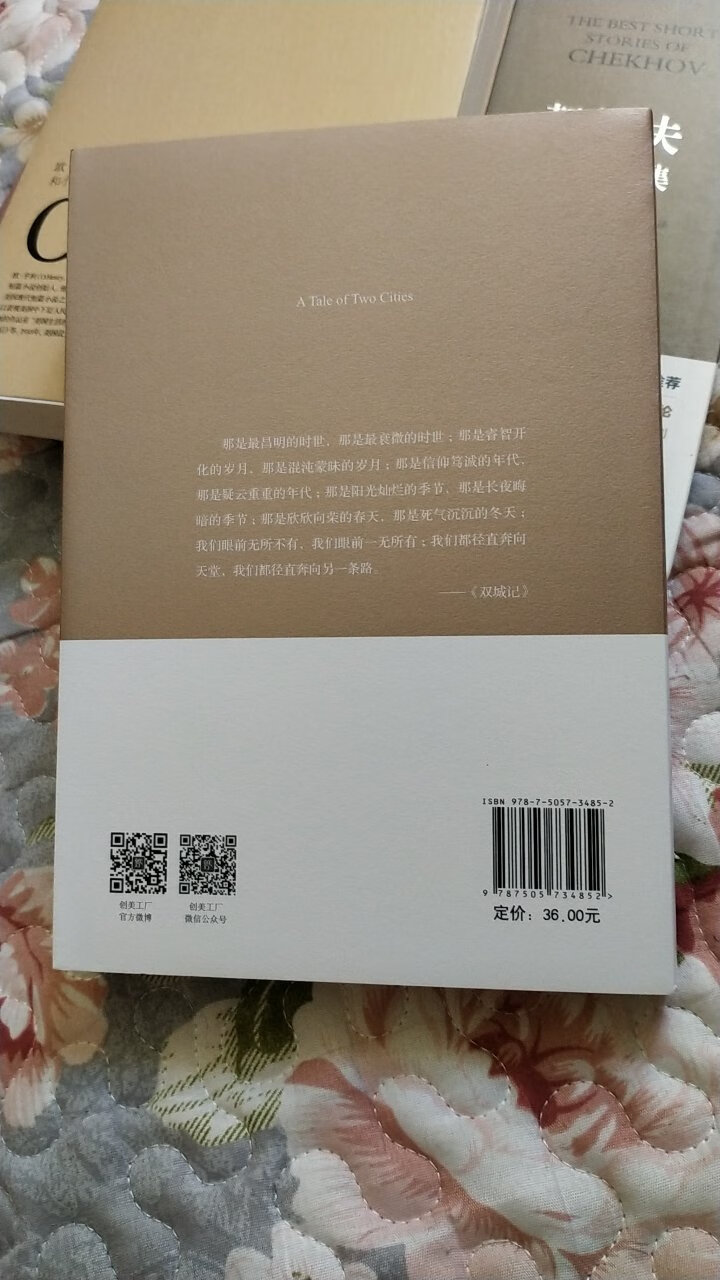 THE BEST SHORT
STORIES OF
CHEKHOV
夫
集
A Tale of Two Cities
那是最昌明的时世，那是最衰微的时世；那是睿智开
化的岁月，那是混沌蒙昧的岁月；那是信仰笃诚的年代，
那是疑云重重的年代；那是阳光灿烂的季节，那是长夜晦
暗的季节；那是欣欣向荣的春天，那是死气沉沉的冬天；
我们眼前无所不有，我们眼前一无所有；我们都径直奔向
天堂，我们都径直奔向另一条路。
——《双城记》
荐
论
ISBN 978-7-5057-3485-2
9 787505 734852 >
定价：36.00元
创美工厂
官方微博
创美工厂
微信公众号